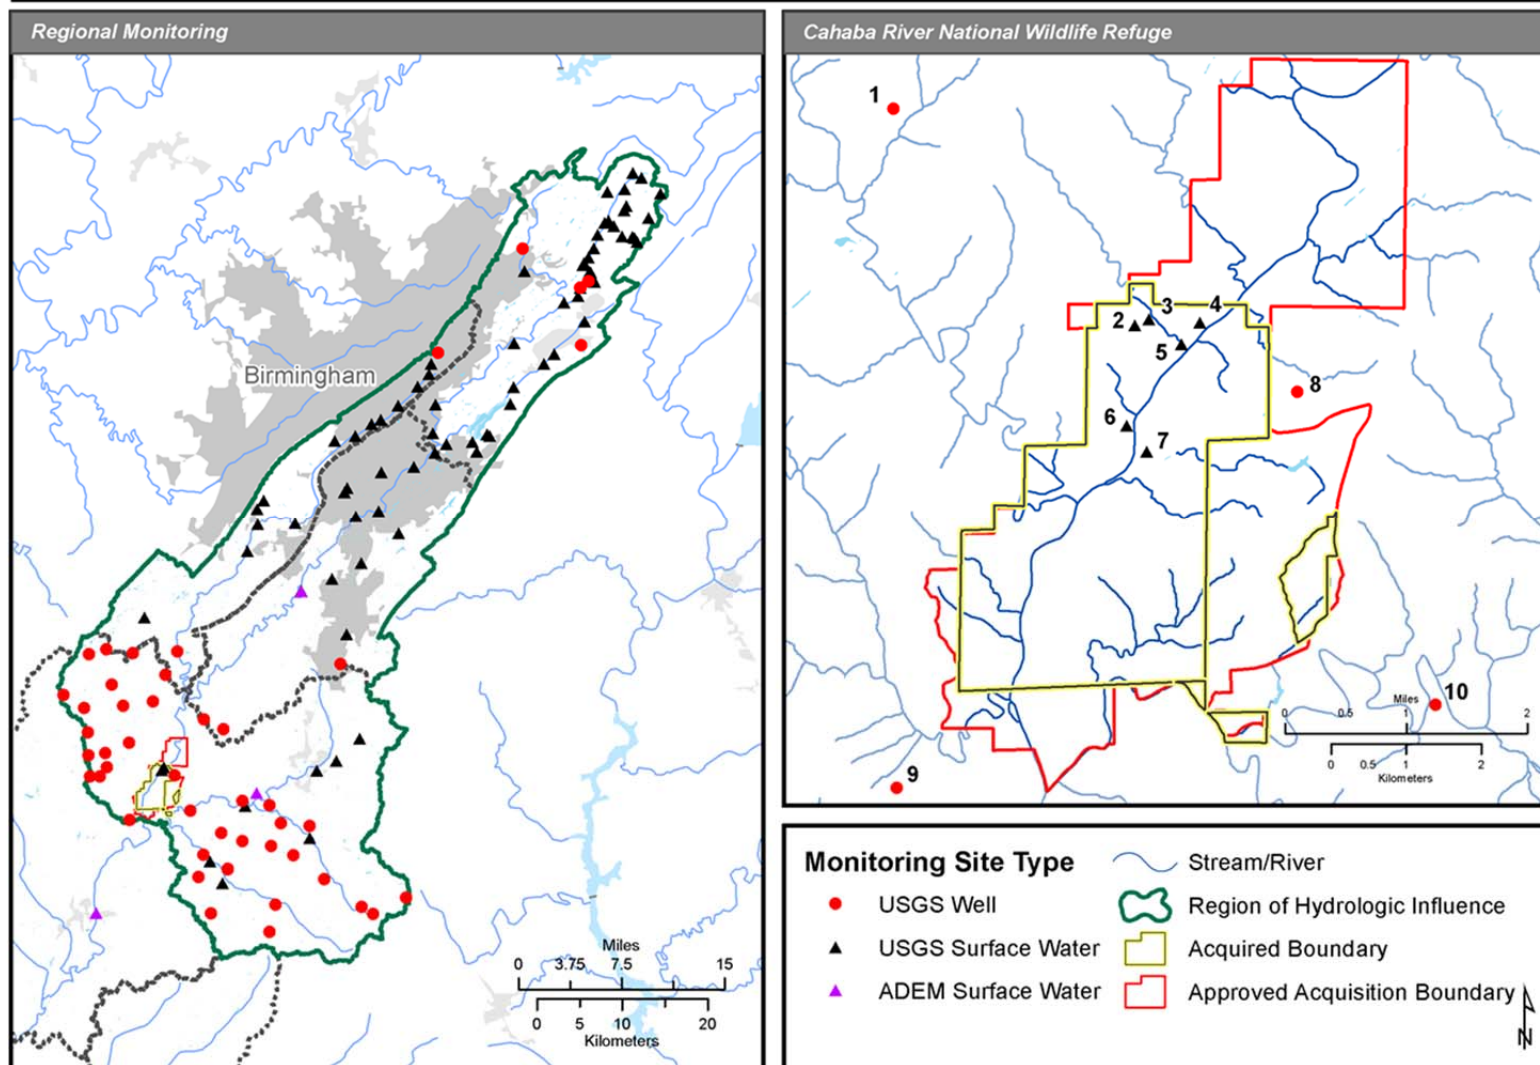 Regional Monitoring
Birmingham
Miles
0 3.75 7.5 15
0 5 10 20
Kilometers
Cahaba River National Wildlife Refuge
1
2
3
4
5
6
7
8
9
10
Miles
0 0.5 1 2
0 0.5 1 2
Kilometers
Monitoring Site Type
USGS Well
USGS Surface Water
ADEM Surface Water
Stream/River
Region of Hydrologic Influence
Acquired Boundary
Approved Acquisition Boundary
N